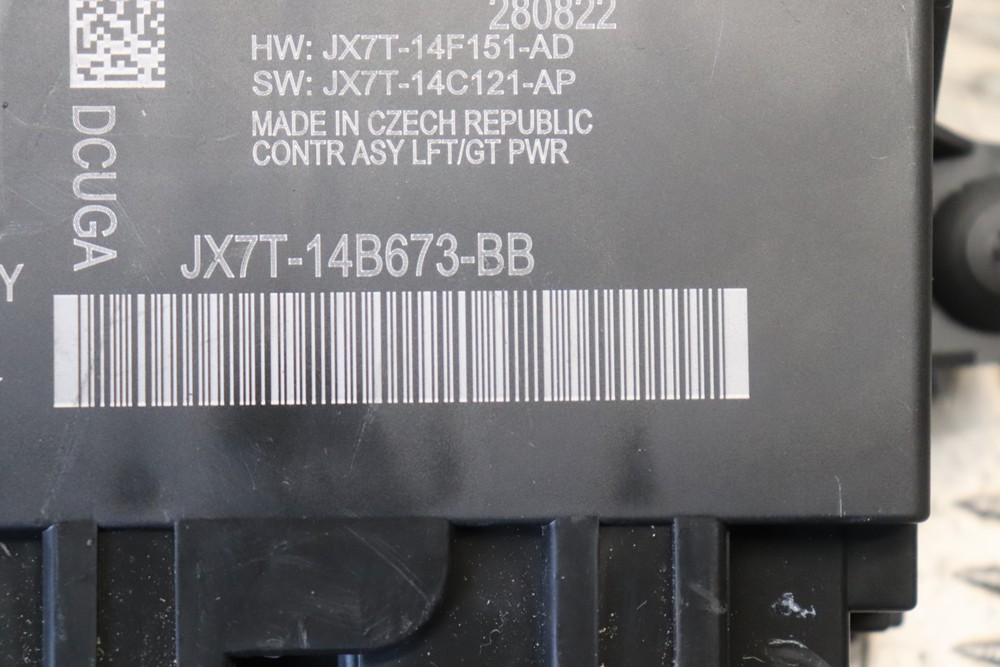 280822
HW: JX7T-14F151-AD
SW: JX7T-14C121-AP
MADE IN CZECH REPUBLIC
CONTR ASY LFT/GT PWR
DCUGA
JX7T-14B673-BB
Y